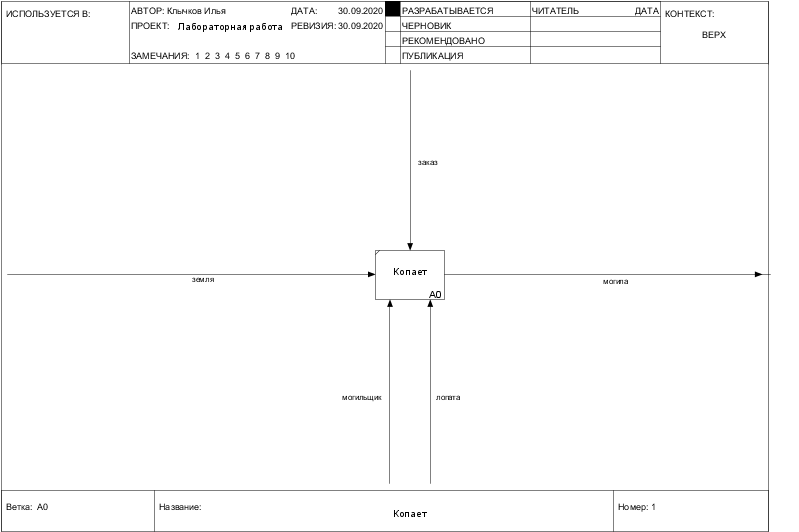 ИСПОЛЬЗУЕТСЯ В:
АВТОР: Клычков Илья
ДАТА: 30.09.2020
ПРОЕКТ: Лабораторная работа
РЕВИЗИЯ: 30.09.2020
ЗАМЕЧАНИЯ: 1 2 3 4 5 6 7 8 9 10
РАЗРАБАТЫВАЕТСЯ
ЧЕРНОВИК
РЕКОМЕНДОВАНО
ПУБЛИКАЦИЯ
ЧИТАТЕЛЬ ДАТА
КОНТЕКСТ:
ВЕРХ
заказ
Копает
A0
земля
могила
могильщик
лопата
Ветка: A0
Название:
Копает
Номер: 1